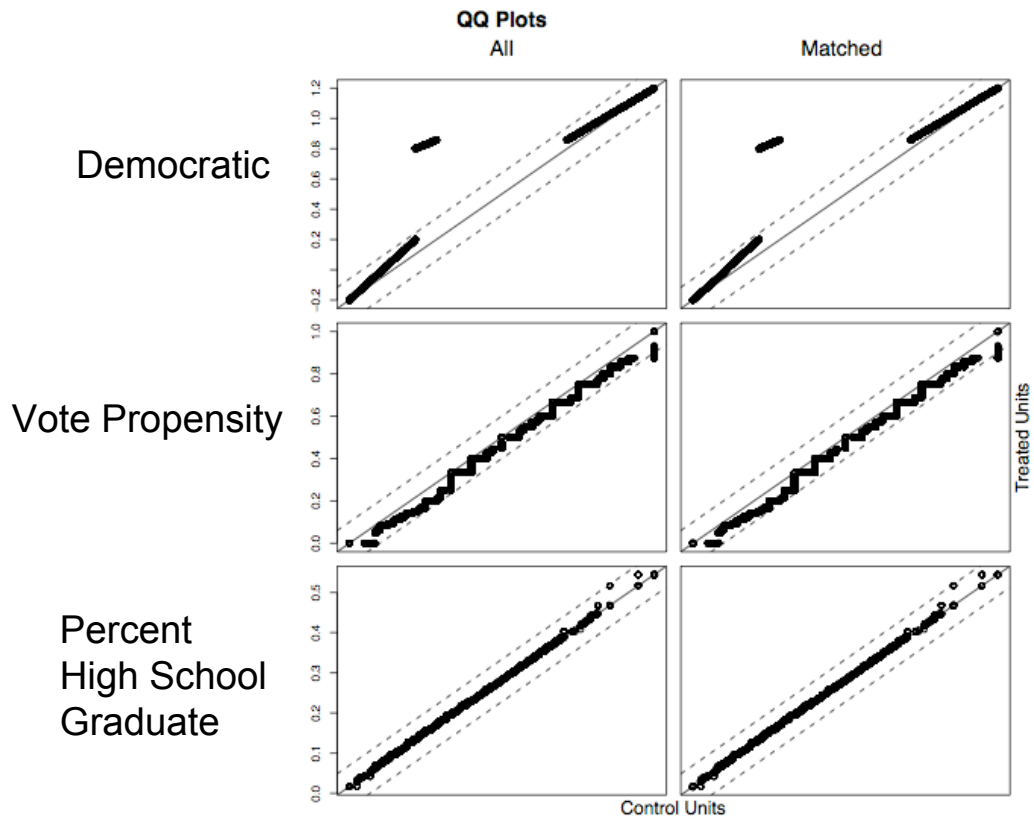 QQ Plots
All
Matched
Democratic
1.2
0.8
0.6
0.4
0.2
−0.2
Vote Propensity
1.0
0.8
0.6
0.4
0.2
0.0
Treated Units
Percent
High School
Graduate
0.5
0.4
0.3
0.2
0.1
0.0
Control Units